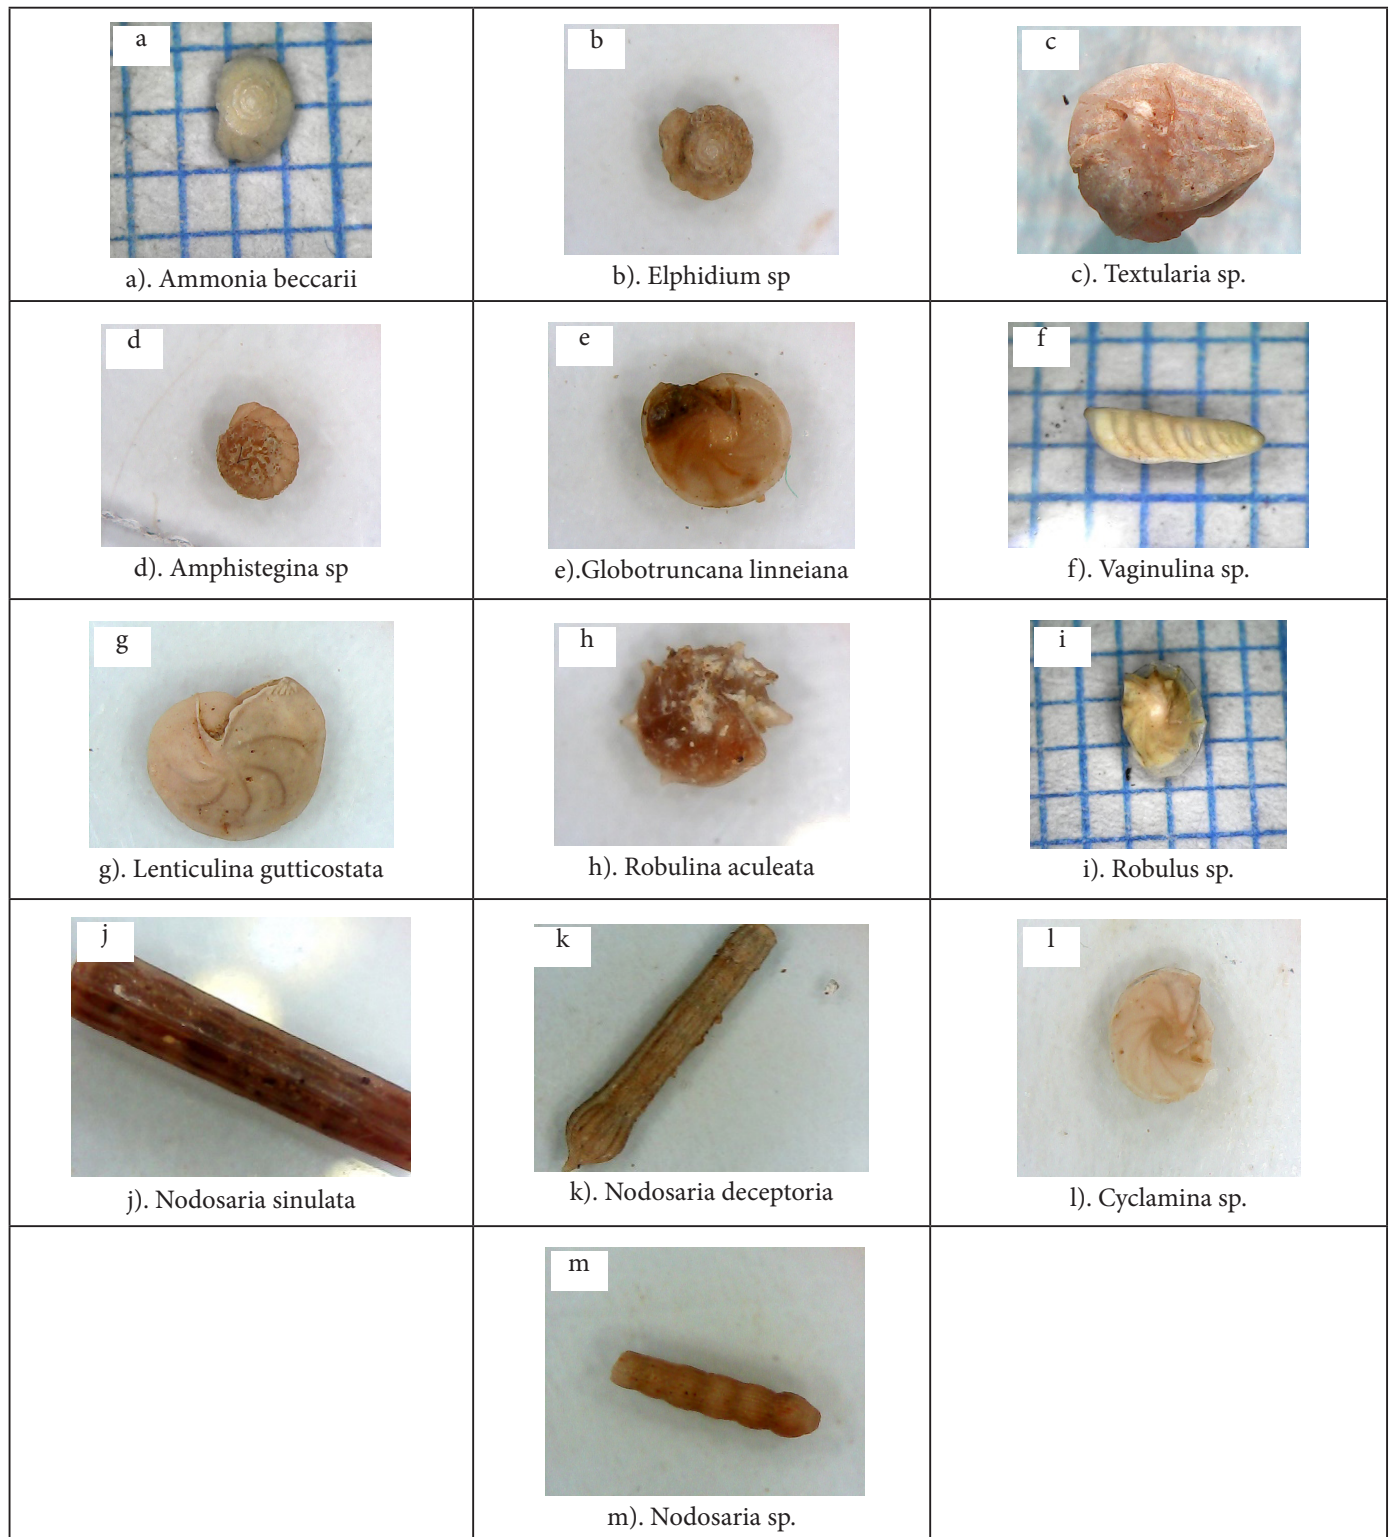 a
b
c
a). Ammonia beccarii
b). Elphidium sp
c). Textularia sp.
d
e
f
d). Amphistegina sp
e).Globotruncana linneiana
f). Vaginulina sp.
g
h
i
g). Lenticulina gutticostata
h). Robulina aculeata
i). Robulus sp.
j
k
l
j). Nodosaria sinulata
k). Nodosaria deceptoria
l). Cyclamina sp.
m
m). Nodosaria sp.